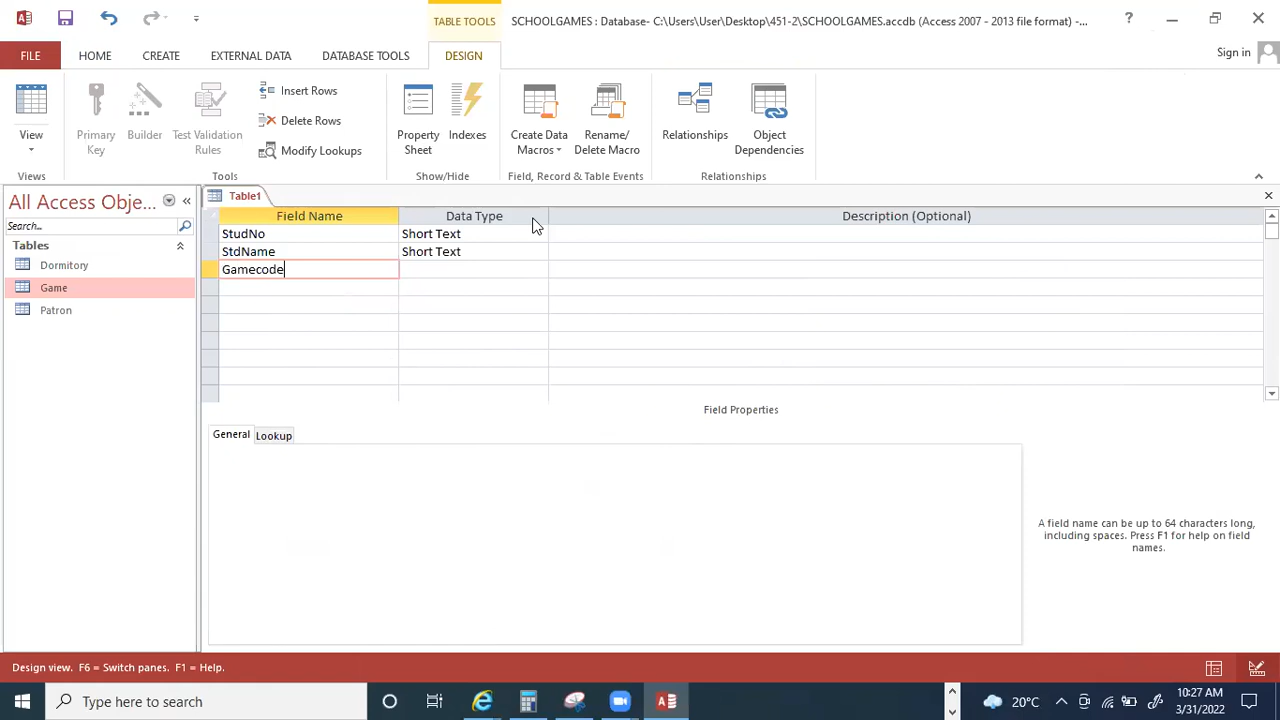 TABLE TOOLS
SCHOOLGAMES : Database- C:\Users\User\Desktop\451-2\SCHOOLGAMES.accdb (Access 2007 - 2013 file format) -...
FILE
HOME
CREATE
EXTERNAL DATA
DATABASE TOOLS
DESIGN
Sign in
View
Primary Key
Builder
Test Validation Rules
Insert Rows
Delete Rows
Modify Lookups
Property Sheet
Indexes
Create Data Macros
Rename/ Delete Macro
Relationships
Object Dependencies
Views
Tools
Show/Hide
Field, Record & Table Events
Relationships
All Access Obje...
Search...
Tables
Dormitory
Game
Patron
Table1
Field Name
Data Type
Description (Optional)
StudNo
Short Text
StdName
Short Text
Gamecode
Field Properties
General
Lookup
A field name can be up to 64 characters long,
including spaces. Press F1 for help on field
names.
Design view. F6 = Switch panes. F1 = Help.
Type here to search
20°C
10:27 AM
3/31/2022